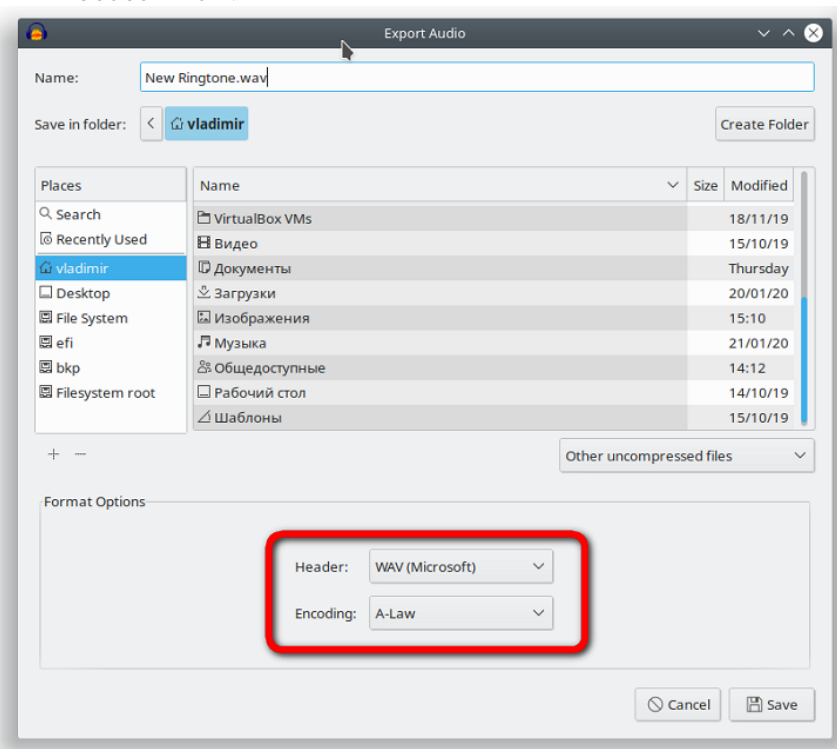 Export Audio
Name: New Ringtone.wav
Save in folder: vladimir Create Folder
Places Name Size Modified
Search VirtualBox VMs 18/11/19
Recently Used Видео 15/10/19
vladimir Документы Thursday
Desktop Загрузки 20/01/20
File System Изображения 15:10
efi Музыка 21/01/20
bkp Общедоступные 14:12
Filesystem root Рабочий стол 14/10/19
Шаблоны 15/10/19
Other uncompressed files
Format Options
Header: WAV (Microsoft)
Encoding: A-Law
Cancel Save